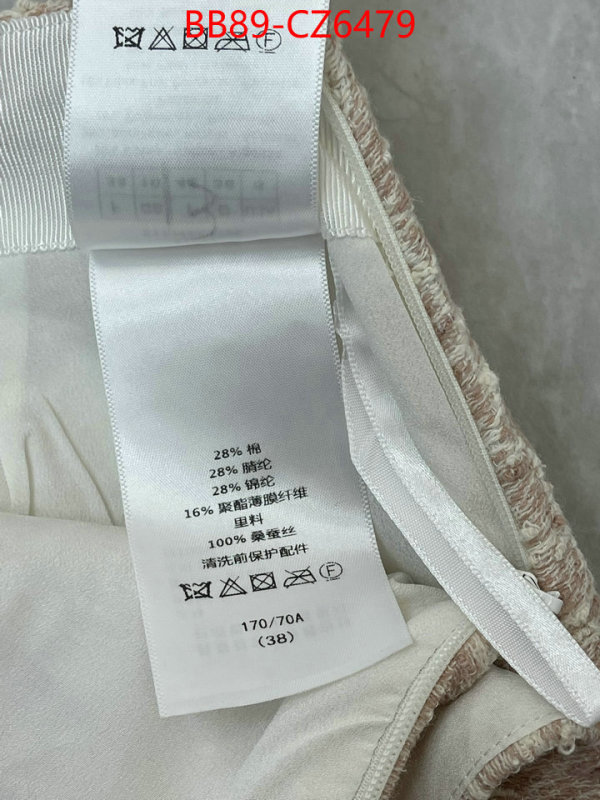 BB89-CZ6479
F
28% 棉
28% 腈纶
28% 锦纶
16% 聚酯薄膜纤维
里料
100% 桑蚕丝
清洗前保护配件
F
170/70A
(38)